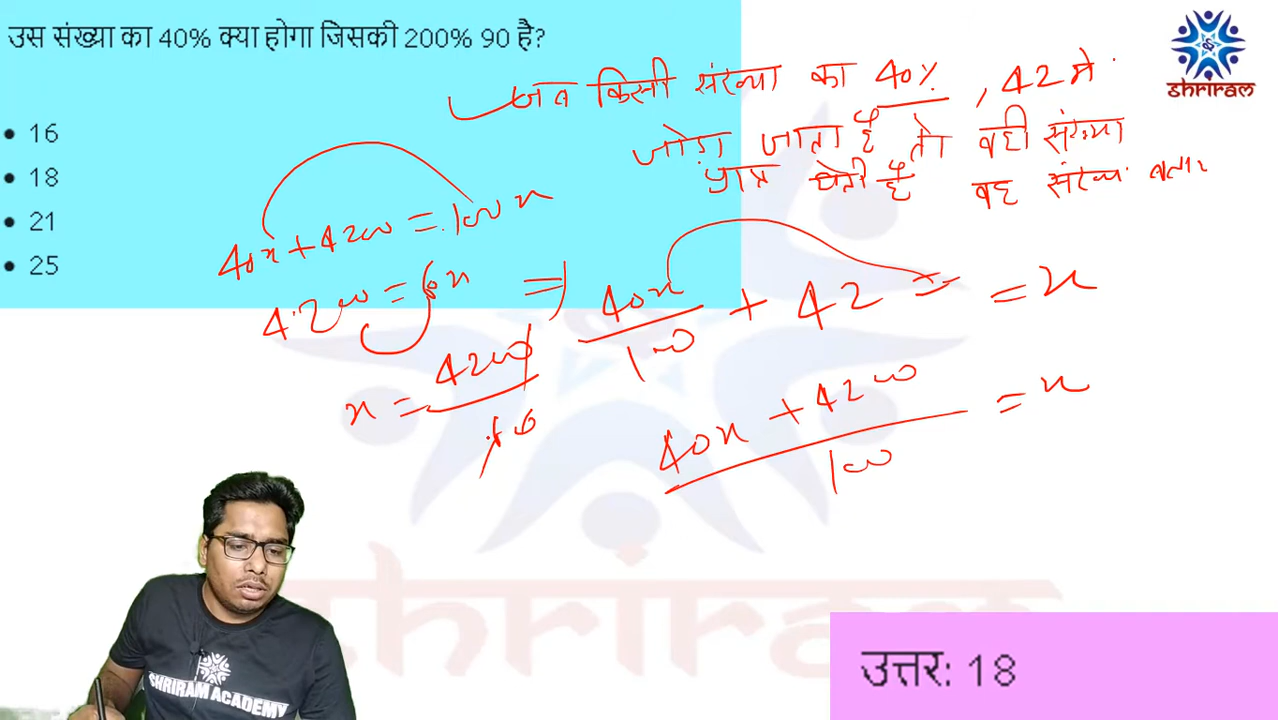 उस संख्या का 40% क्या होगा जिसकी 200% 90 है?
• 16
• 18
• 21
• 25
SHRIRAM
जब किसी संख्या का 40% , 42 मे
जोड़ा जाता है तो वही संख्या
प्राप्त होती है वह संख्या बताए
40x + 4200 = 100x
4200 = 60x
⇒ 40x/100 + 42 = x
x = 4200/60
40x + 4200/100 = x
shriram
SHRIRAM ACADEMY
उत्तर: 18